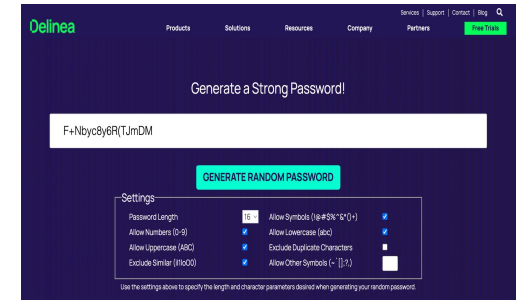 Services | Support | Contact | Blog
Delinea Products Solutions Resources Company Partners Free Trials
Generate a Strong Password!
F+Nbyc8y6R(TJmDM
GENERATE RANDOM PASSWORD
Settings
Password Length 16 Allow Symbols (!@#$%^&*()+)
Allow Numbers (0-9) Allow Lowercase (abc)
Allow Uppercase (ABC) Exclude Duplicate Characters
Exclude Similar (il1loO0) Allow Other Symbols (~`[];?,)
Use the settings above to specify the length and character parameters desired when generating your random password.